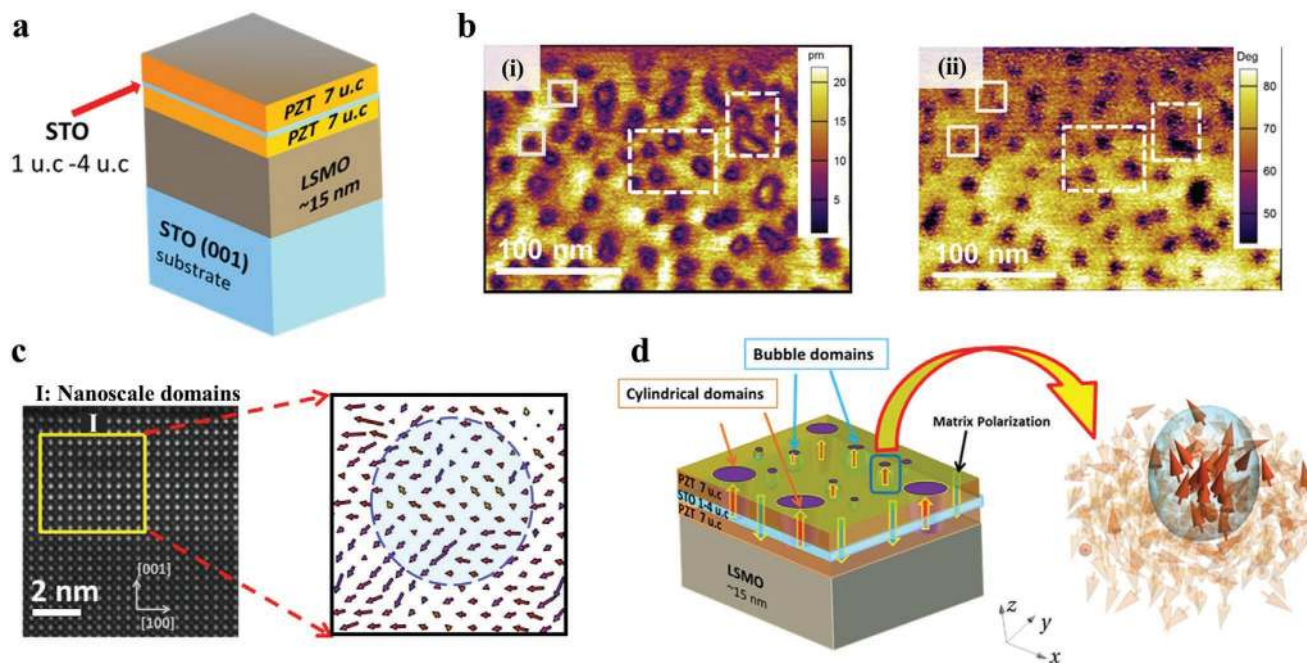 a
STO
1 u.c -4 u.c
PZT 7 u.c
PZT 7 u.c
LSMO
~15 nm
STO (001)
substrate
b
(i)
pm
20
15
10
5
100 nm
(ii)
Deg
80
70
60
50
100 nm
c
I: Nanoscale domains
I
2 nm
[001]
[100]
d
Bubble domains
Cylindrical domains
Matrix Polarization
PZT 7 u.c
STO 1-4 u.c
PZT 7 u.c
LSMO
~15 nm
z
y
x